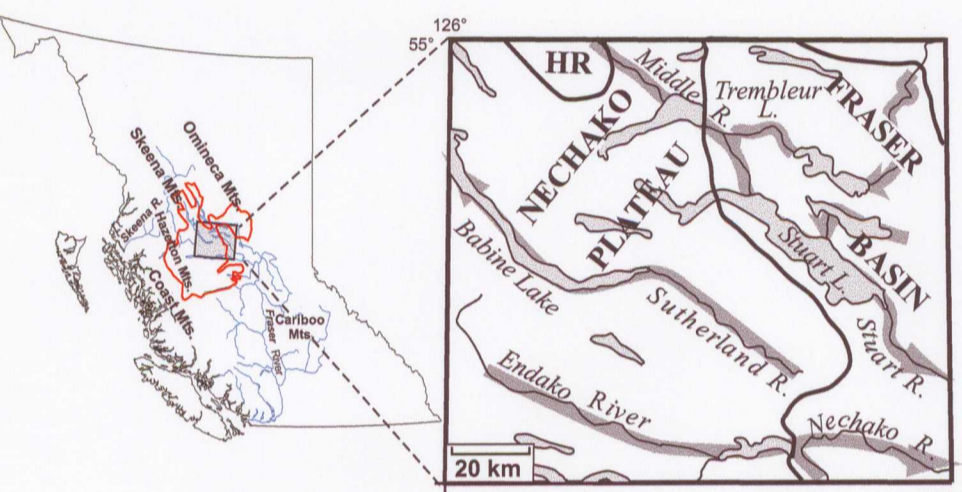 126°
55°
HR
Middle R.
Trembleur L.
FRASER
BASIN
NECHAKO
PLATEAU
Skeena Mts.
Omineca Mts.
Skeena
Hazelton Mts.
Coast Mts.
Cariboo Mts.
Fraser River
Babine Lake
Stuart L.
Stuart R.
Sutherland R.
Endako River
Nechako R.
20 km